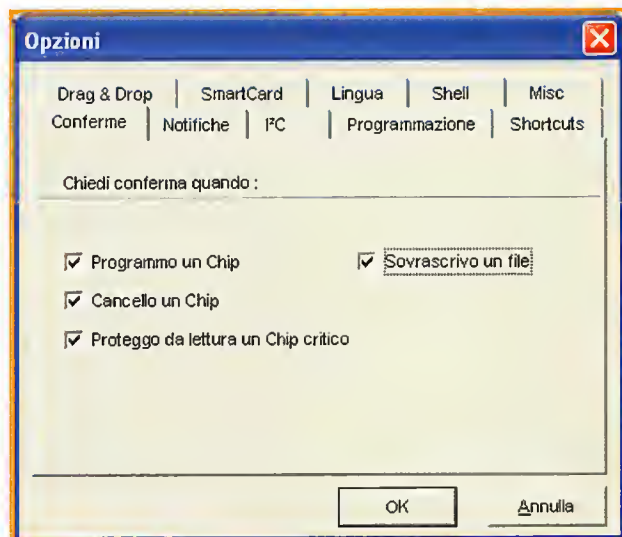 Opzioni
Drag & Drop SmartCard Lingua Shell Misc
Conferme Notifiche I²C Programmazione Shortcuts
Chiedi conferma quando :
Programmo un Chip Sovrascrivo un file
Cancello un Chip
Proteggo da lettura un Chip critico
OK Annulla